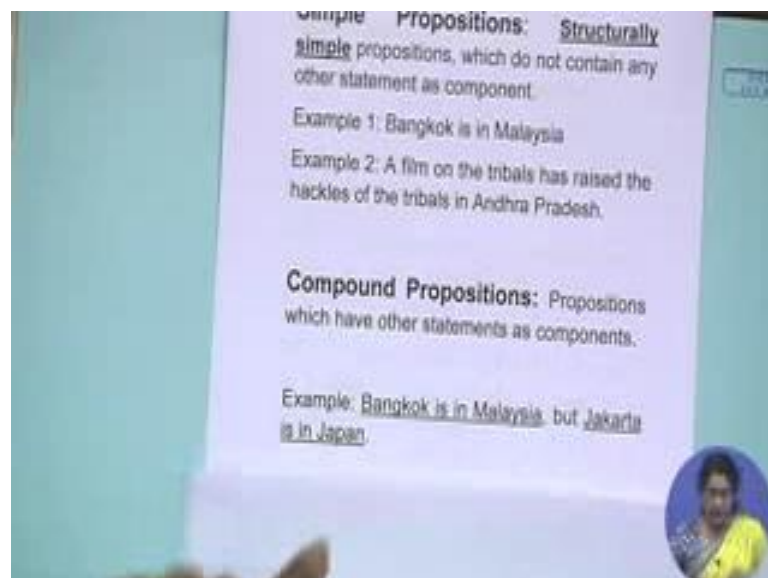 Simple Propositions: Structurally
simple propositions, which do not contain any
other statement as component.
Example 1: Bangkok is in Malaysia
Example 2: A film on the tribals has raised the
hackles of the tribals in Andhra Pradesh.
Compound Propositions: Propositions
which have other statements as components.
Example: Bangkok is in Malaysia, but Jakarta
is in Japan.